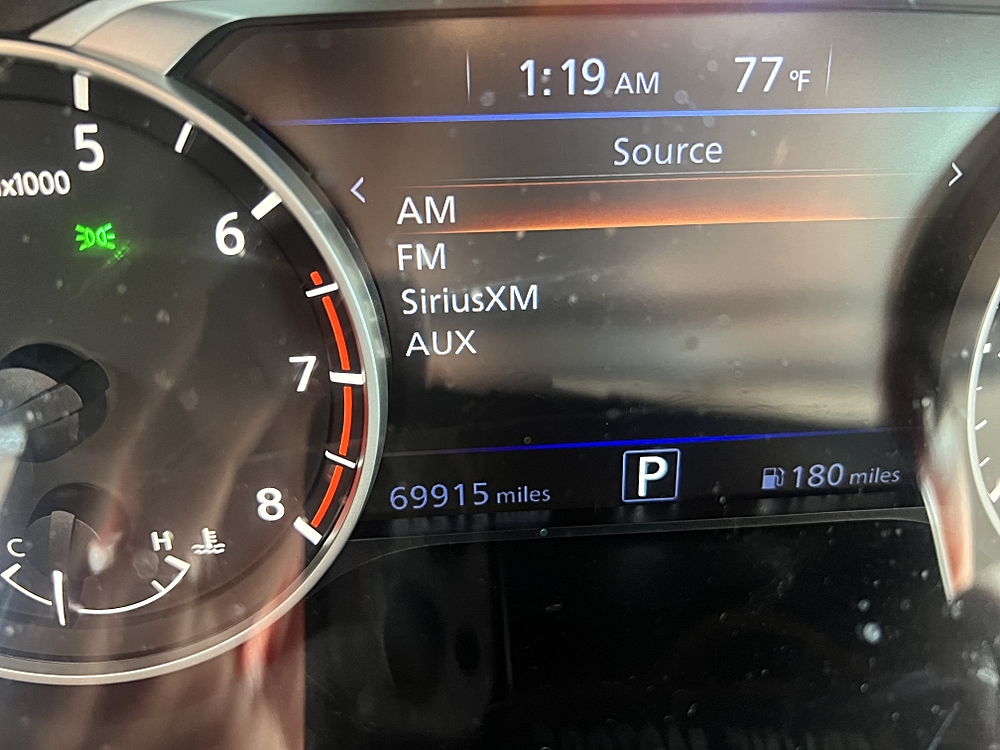 1:19 AM 77 °F
Source
< >
AM
FM
SiriusXM
AUX
69915 miles P 180 miles
5
x1000
6
7
8
C H